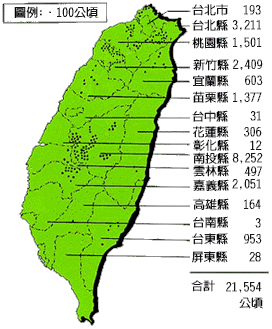 圖例: ·100公頃
台北市 193
台北縣 3,211
桃園縣 1,501
新竹縣 2,409
宜蘭縣 603
苗栗縣 1,377
台中縣 31
花蓮縣 306
彰化縣 12
南投縣 8,252
雲林縣 497
嘉義縣 2,051
高雄縣 164
台南縣 3
台東縣 953
屏東縣 28
合計 21,554
公頃